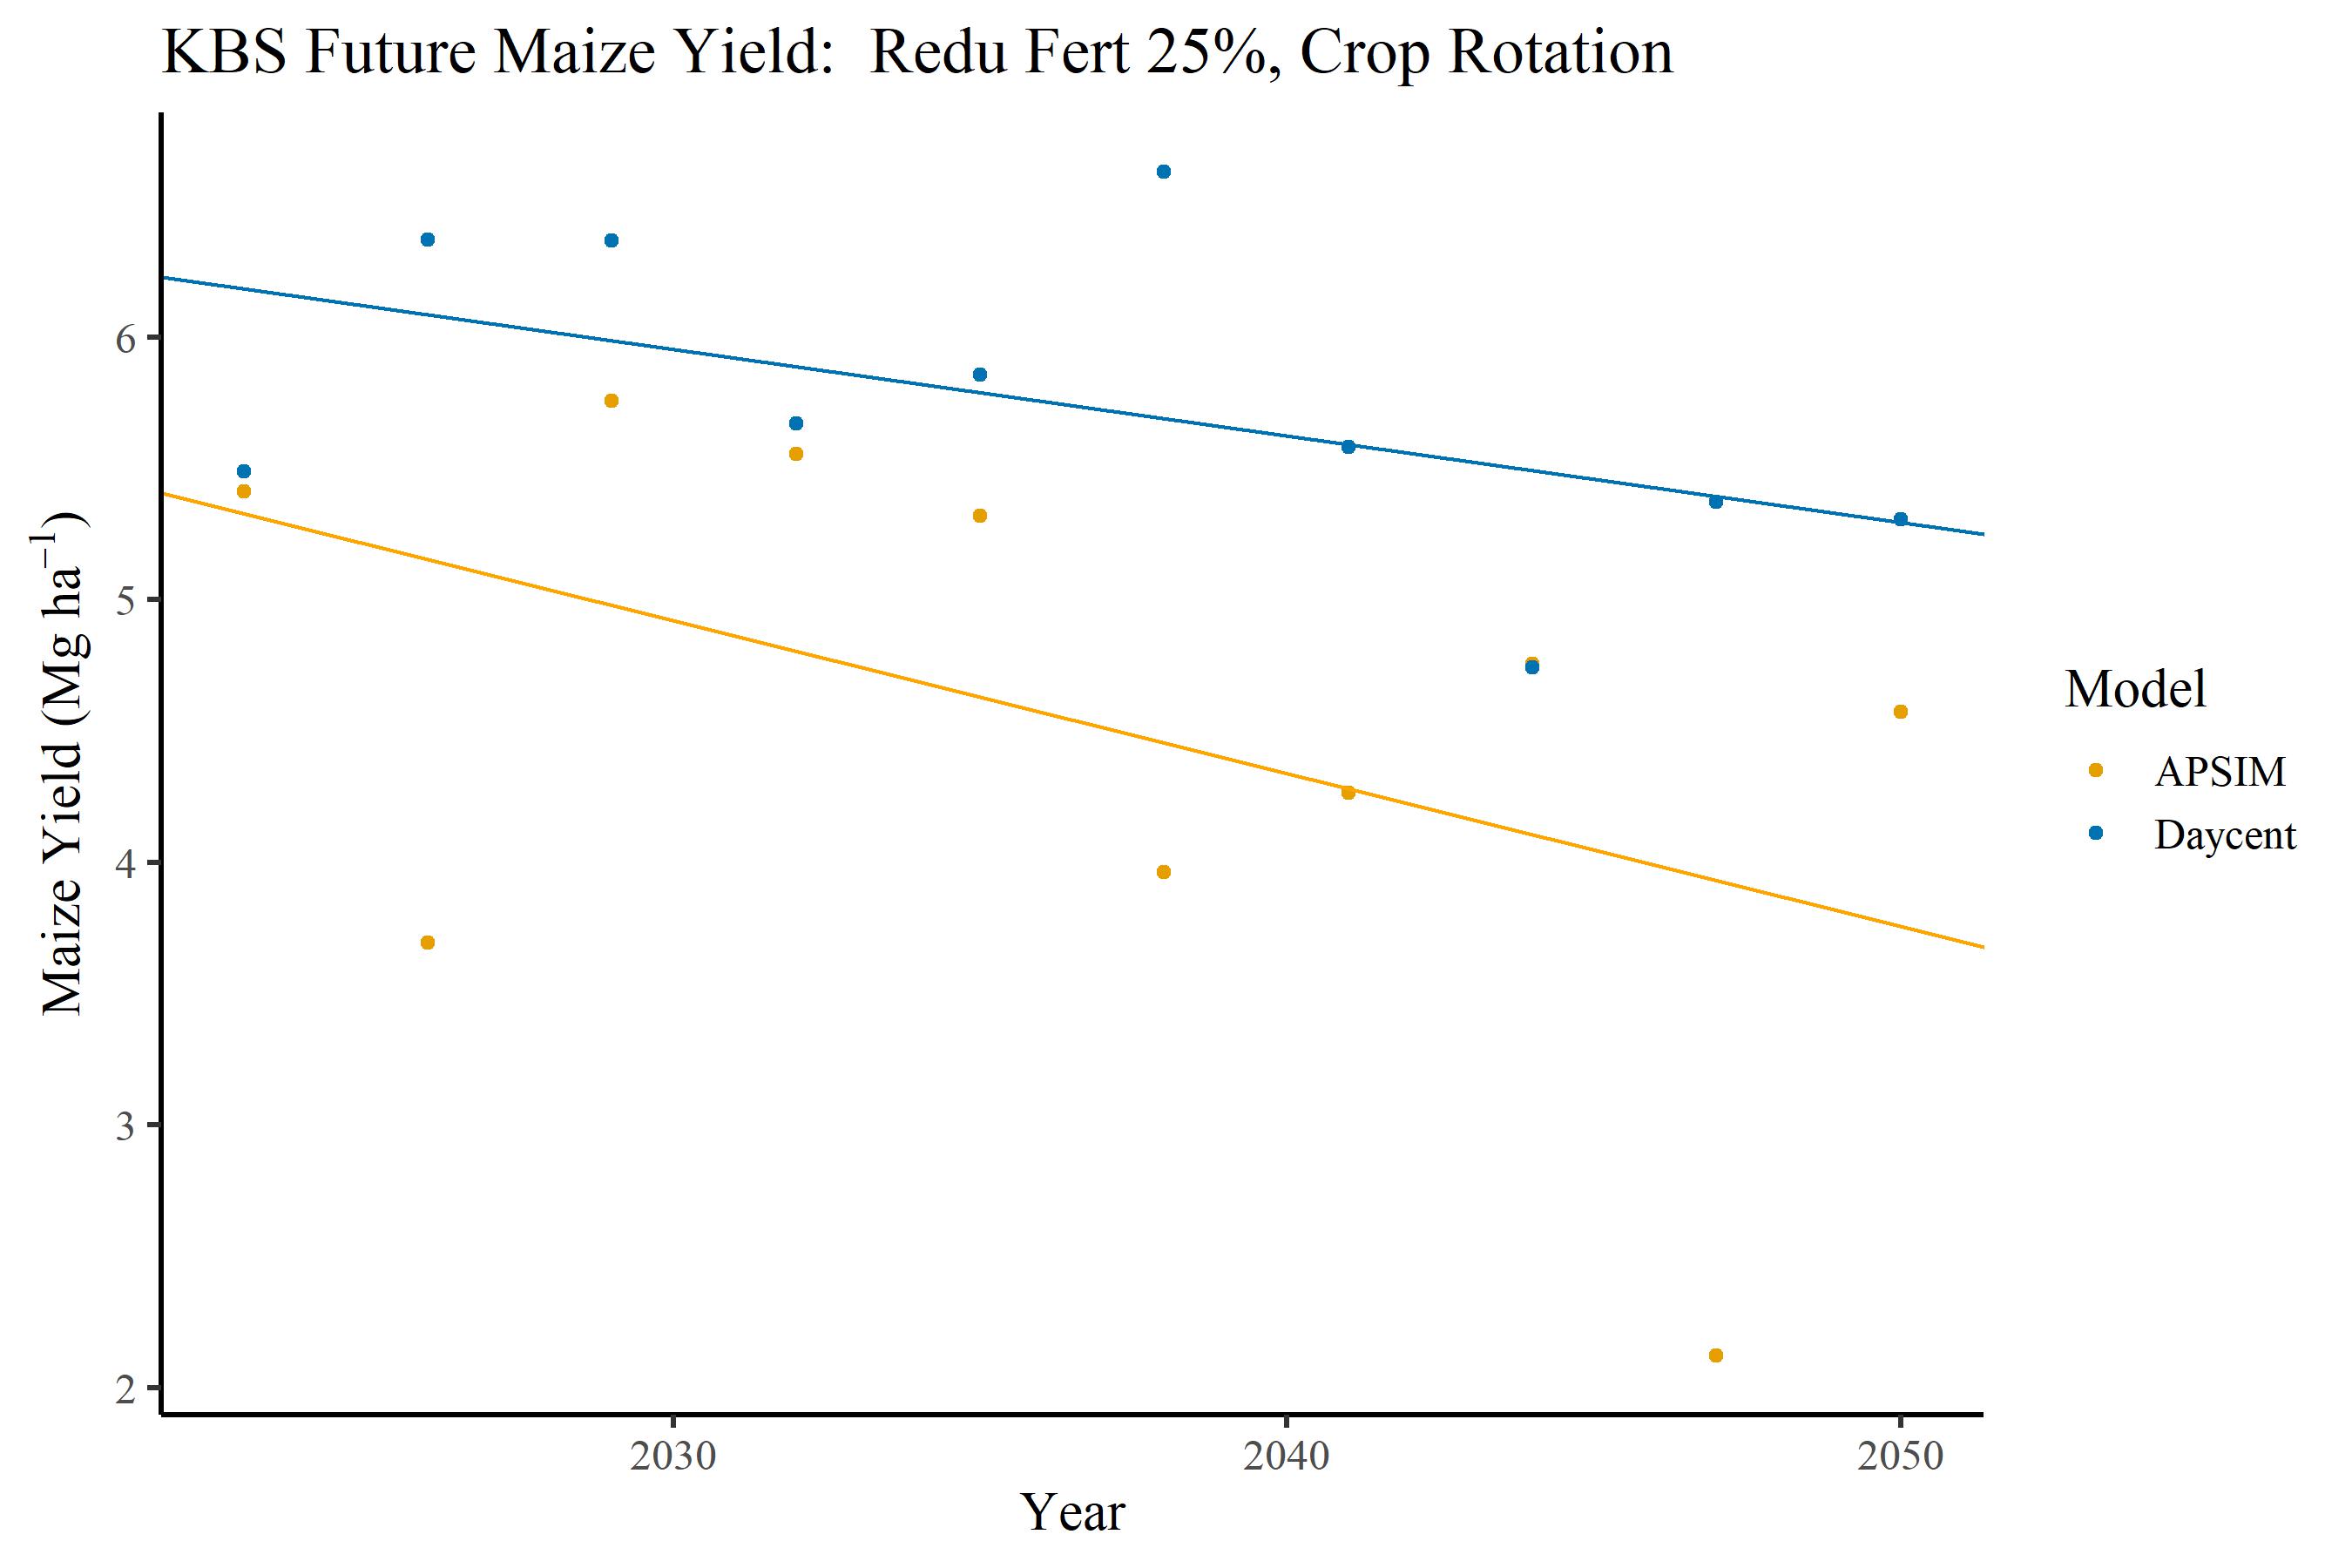 KBS Future Maize Yield:  Redu Fert 25%, Crop Rotation
Maize Yield (Mg ha⁻¹)
6
5
4
3
2
2030
2040
2050
Year
Model
APSIM
Daycent